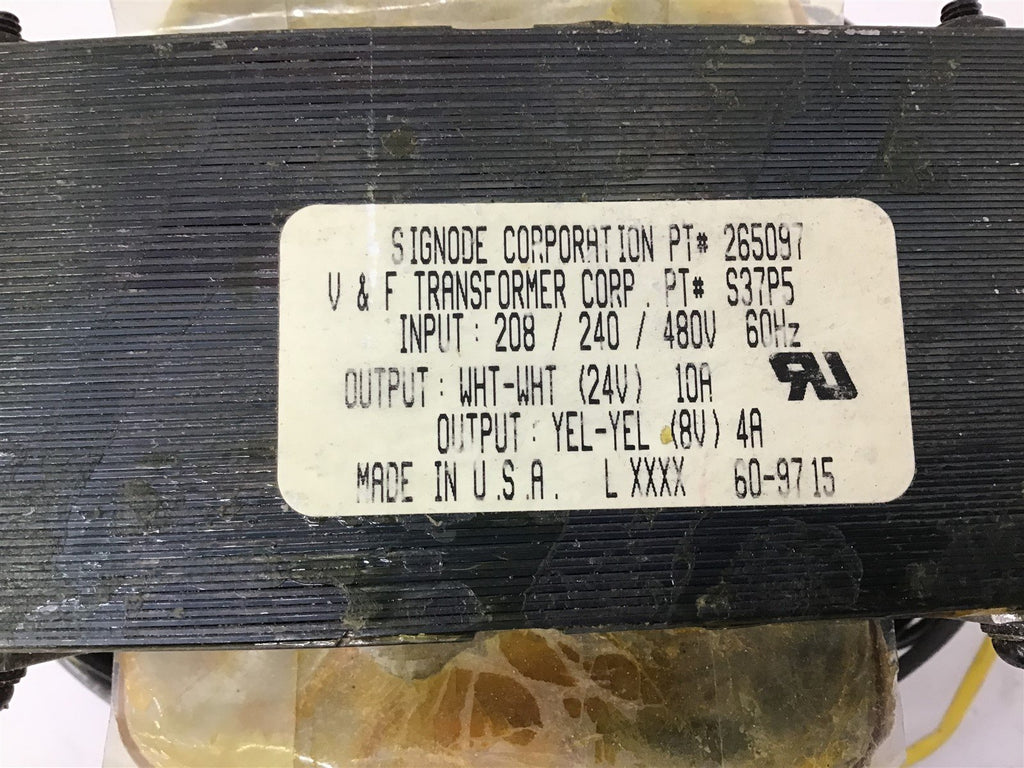 SIGNODE CORPORATION PT# 265097
V & F TRANSFORMER CORP. PT# S37P5
INPUT: 208 / 240 / 480V 60Hz
OUTPUT: WHT-WHT (24V) 10A
OUTPUT: YEL-YEL (8V) 4A
MADE IN U.S.A. L XXXX 60-9715